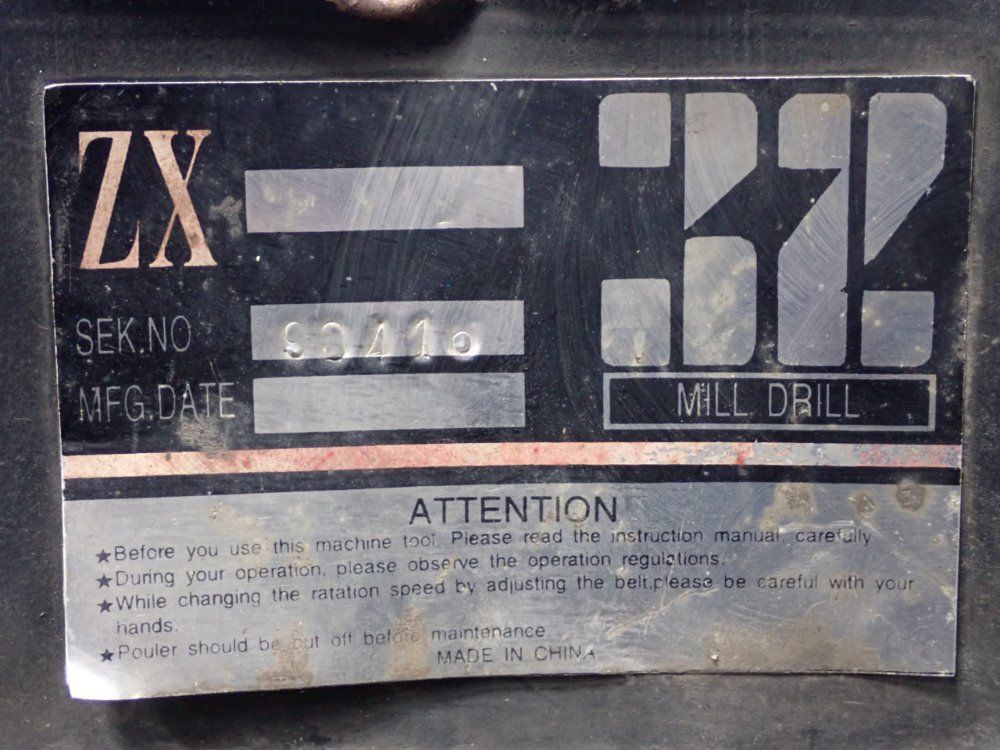 ZX
32
SEK.NO 93410
MFG.DATE
MILL DRILL
ATTENTION
★Before you use this machine tool, Please read the instruction manual carefully
★During your operation, please observe the operation regulations.
★While changing the ratation speed by adjusting the belt,please be careful with your
hands.
★Pouler should be cut off before maintenance.
MADE IN CHINA